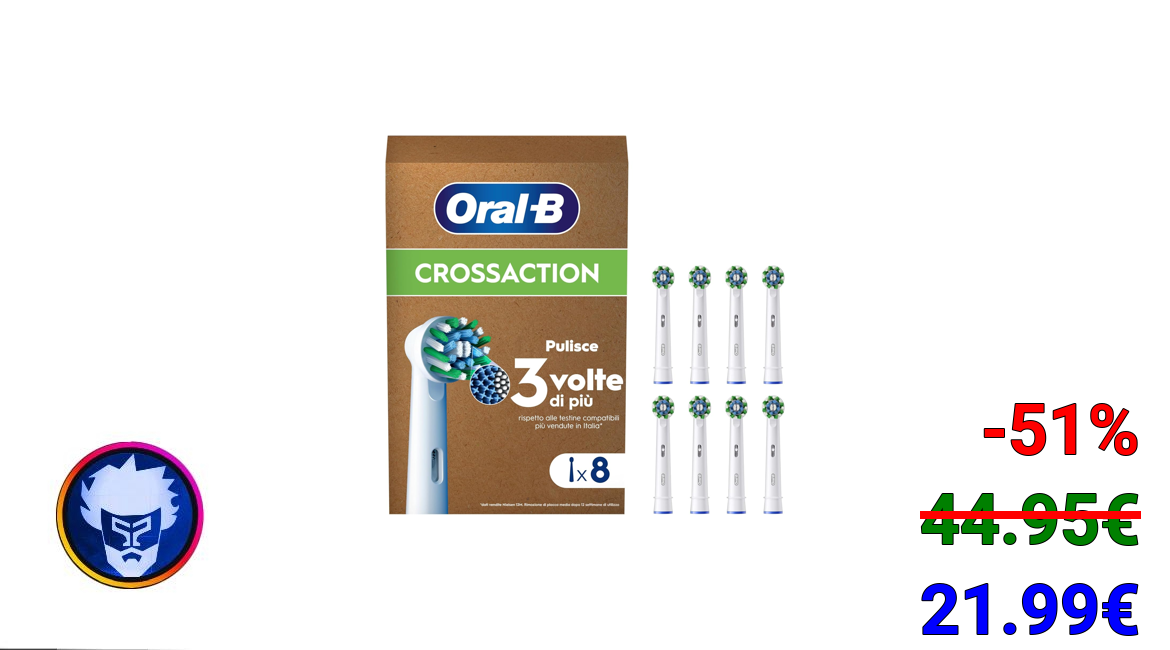 Oral-B
CROSSACTION
Pulisce
3 volte
di più
rispetto alle testine compatibili
più vendute in Italia*
x8
-51%
44.95€
21.99€